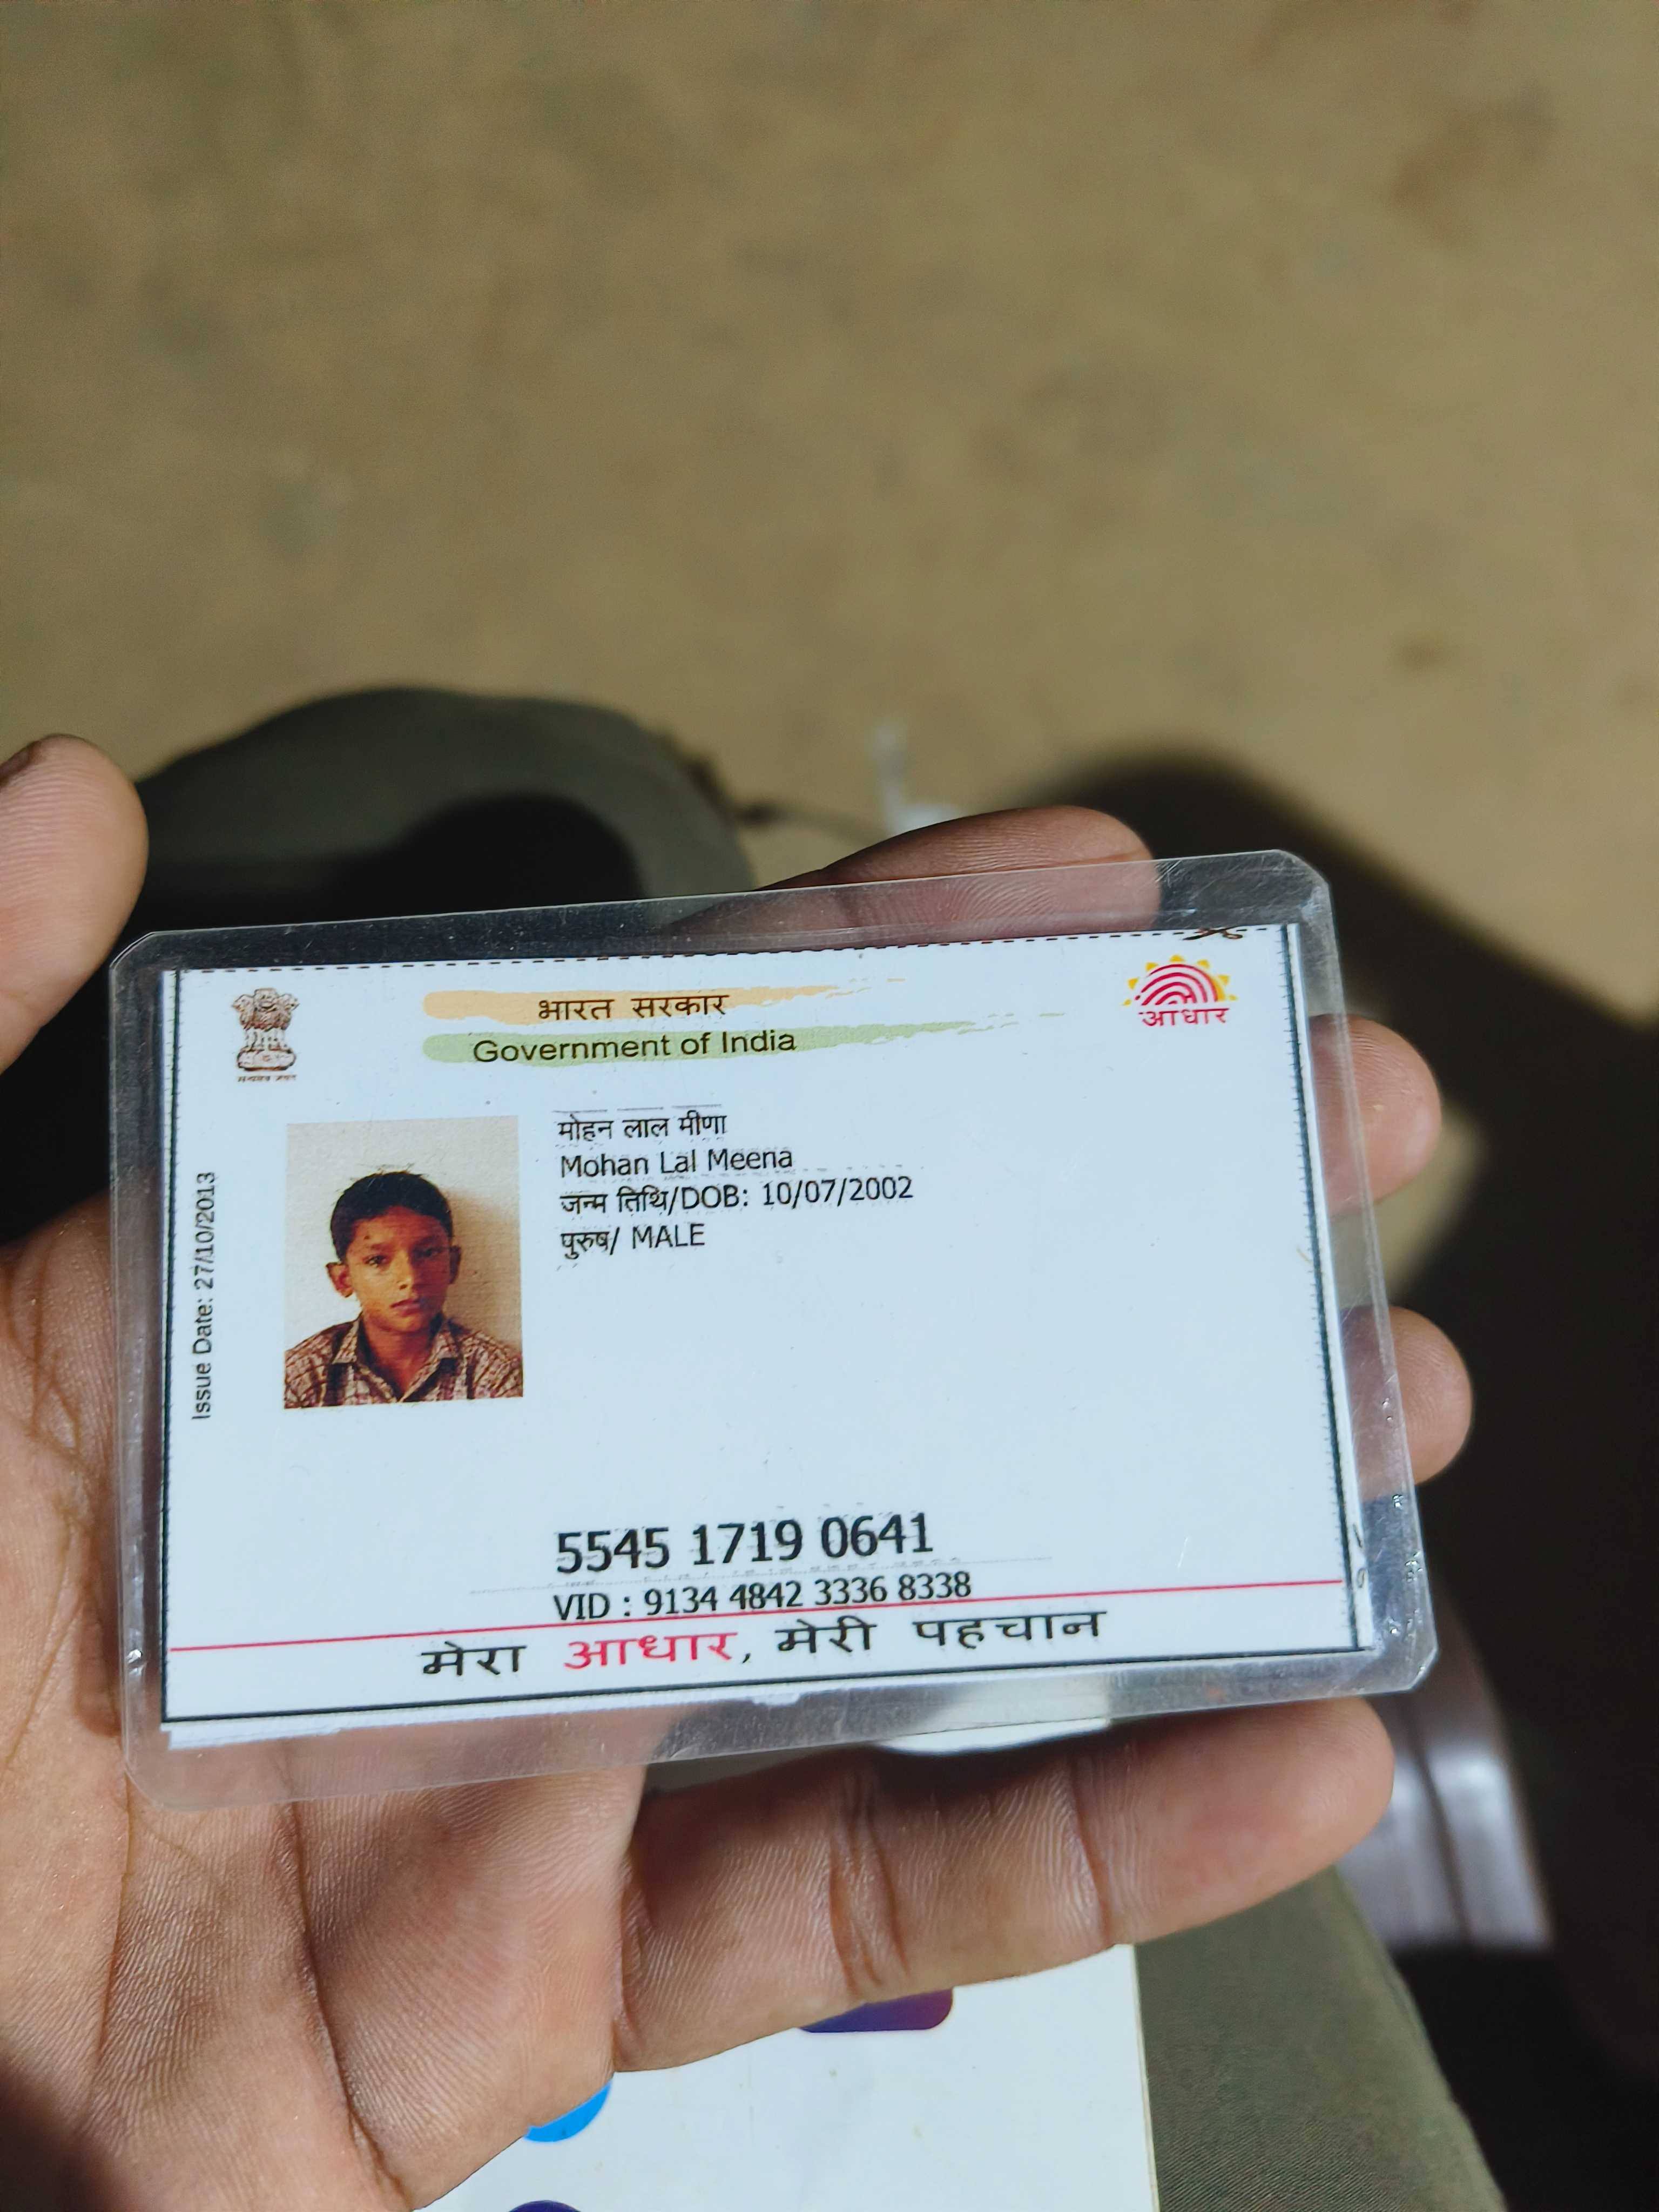 भारत सरकार
Government of India
आधार
Issue Date: 27/10/2013
मोहन लाल मीणा
Mohan Lal Meena
जन्म तिथि/DOB: 10/07/2002
पुरुष/ MALE
5545 1719 0641
VID : 9134 4842 3336 8338
मेरा आधार, मेरी पहचान